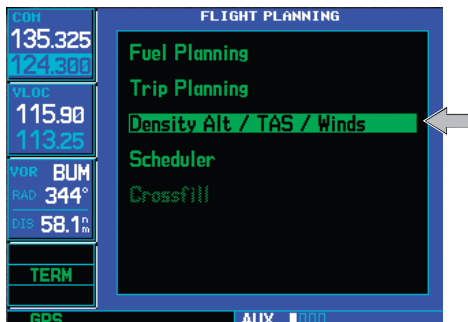 COM
135.325
124.300
VLOC
115.90
113.25
VOR BUM
RAD 344°
DIS 58.1 nm
TERM
GPS
FLIGHT PLANNING
Fuel Planning
Trip Planning
Density Alt / TAS / Winds
Scheduler
Crossfill
AUX